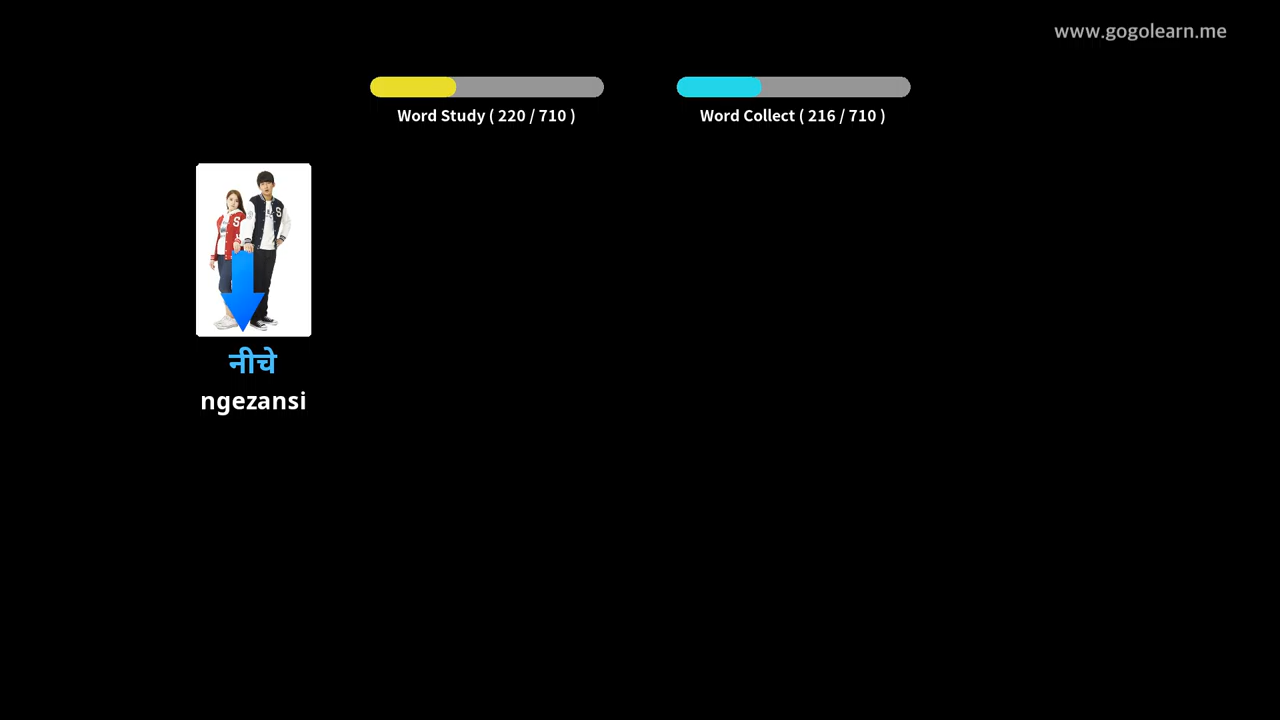 www.gogolearn.me
Word Study ( 220 / 710 )
Word Collect ( 216 / 710 )
S
S
नीचे
ngezansi